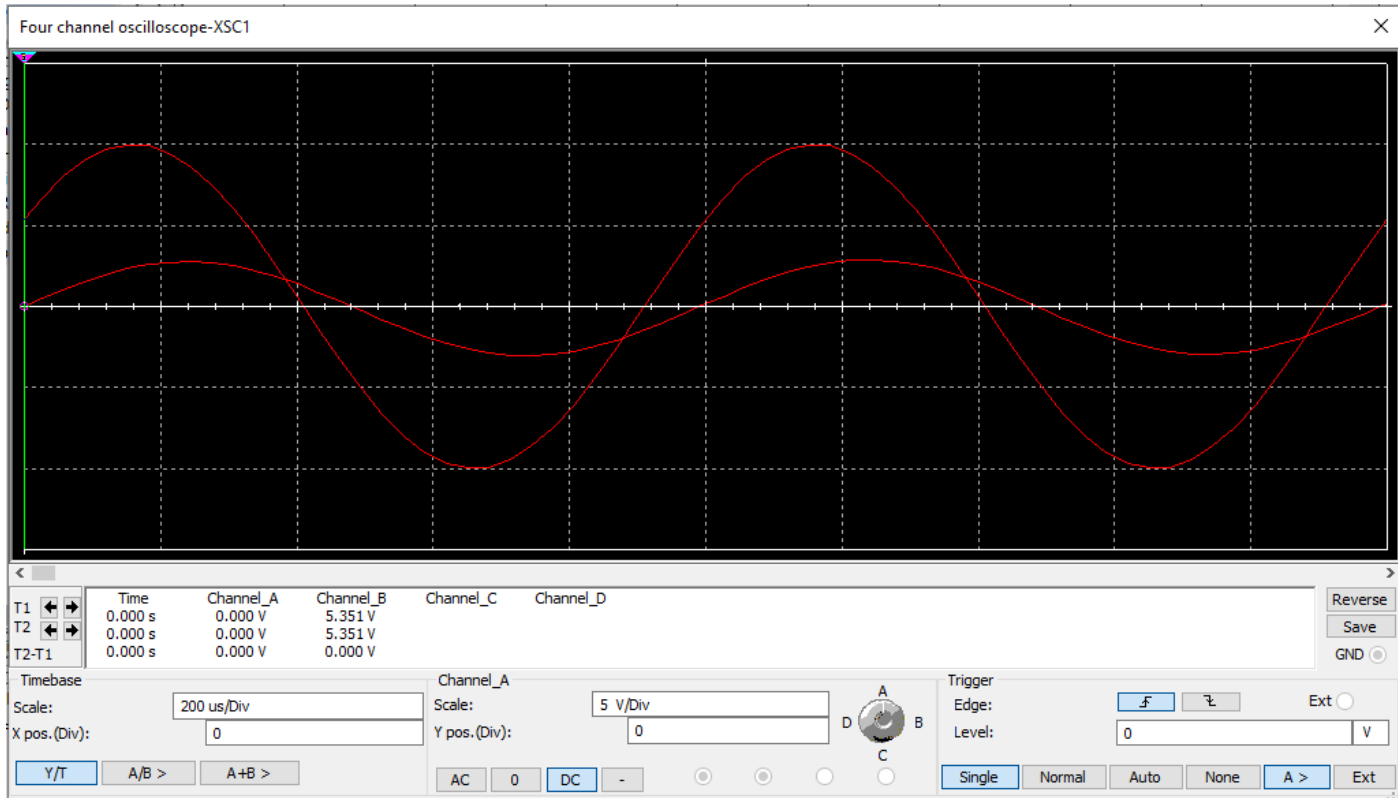 Four channel oscilloscope-XSC1
Time Channel_A Channel_B Channel_C Channel_D
T1 0.000 s 0.000 V 5.351 V
T2 0.000 s 0.000 V 5.351 V
T2-T1 0.000 s 0.000 V 0.000 V
Reverse
Save
GND
Timebase
Scale: 200 us/Div
X pos.(Div): 0
Y/T A/B > A+B >
Channel_A
Scale: 5 V/Div
Y pos.(Div): 0
AC 0 DC -
A
D B
C
Trigger
Edge: Ext
Level: 0 V
Single Normal Auto None A > Ext